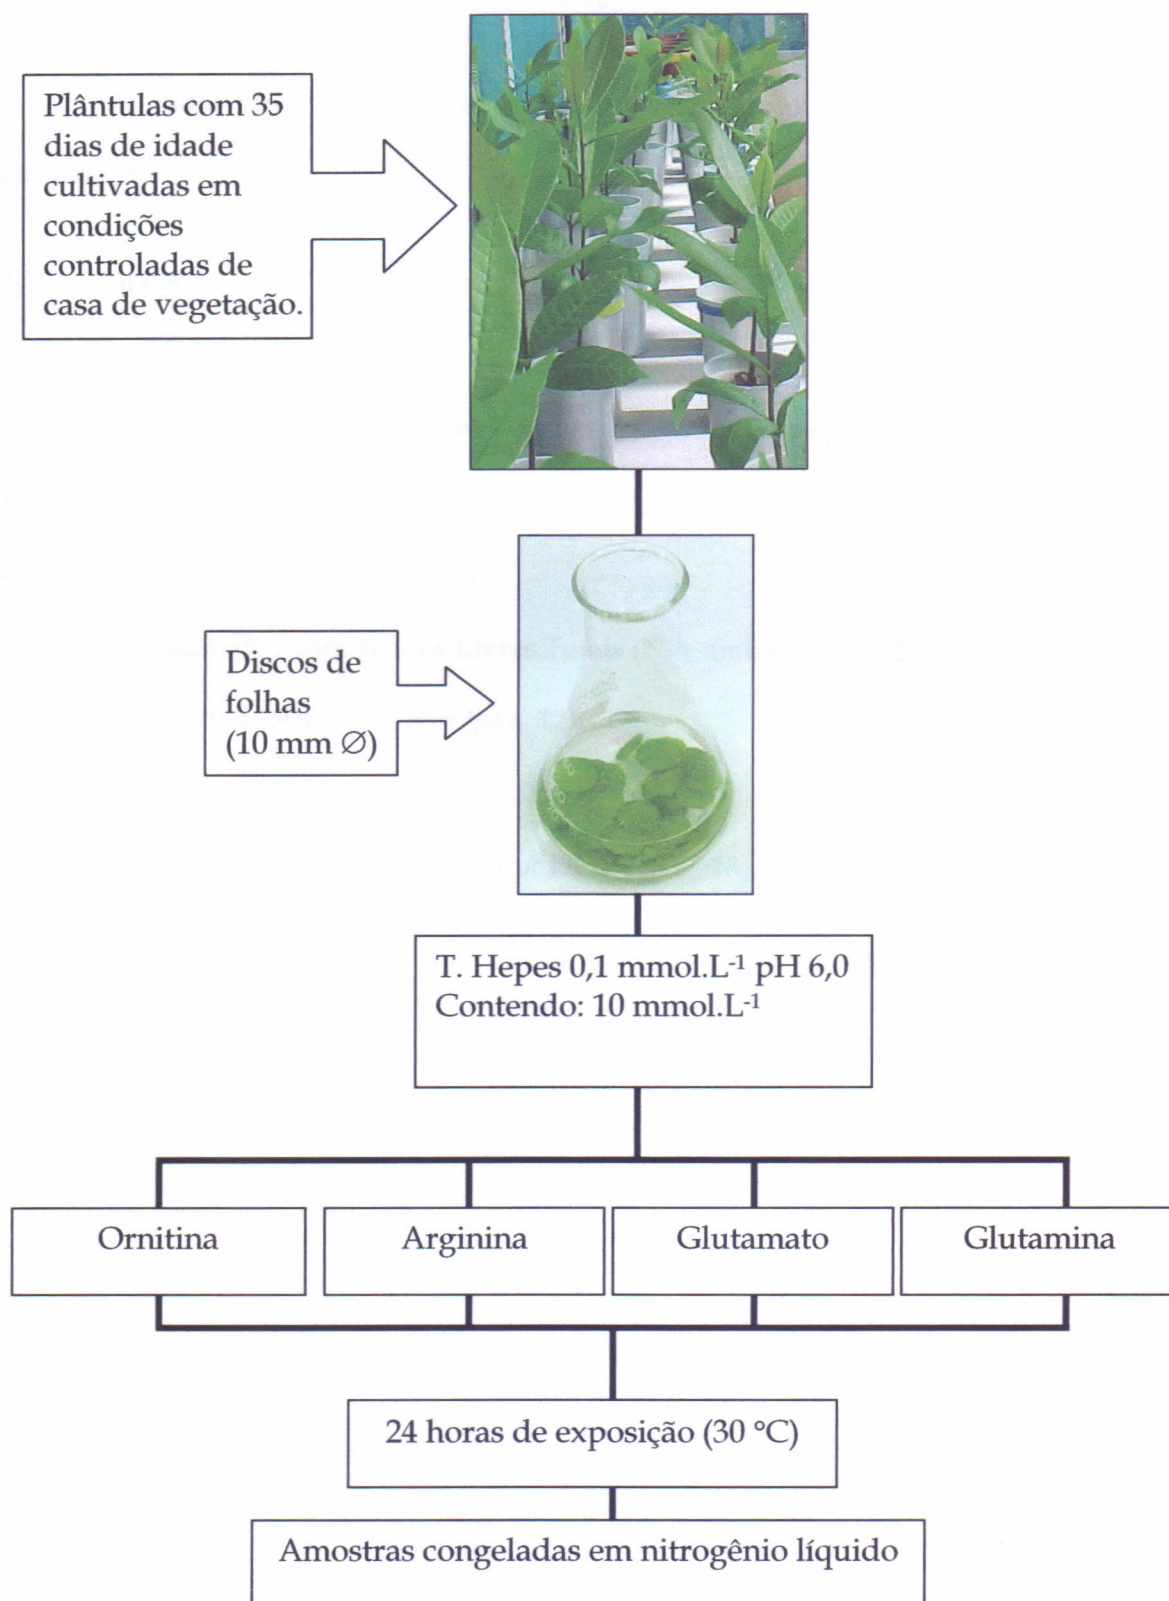 Plântulas com 35
dias de idade
cultivadas em
condições
controladas de
casa de vegetação.
Discos de
folhas
(10 mm Ø)
T. Hepes 0,1 mmol.L⁻¹ pH 6,0
Contendo: 10 mmol.L⁻¹
Ornitina
Arginina
Glutamato
Glutamina
24 horas de exposição (30 °C)
Amostras congeladas em nitrogênio líquido